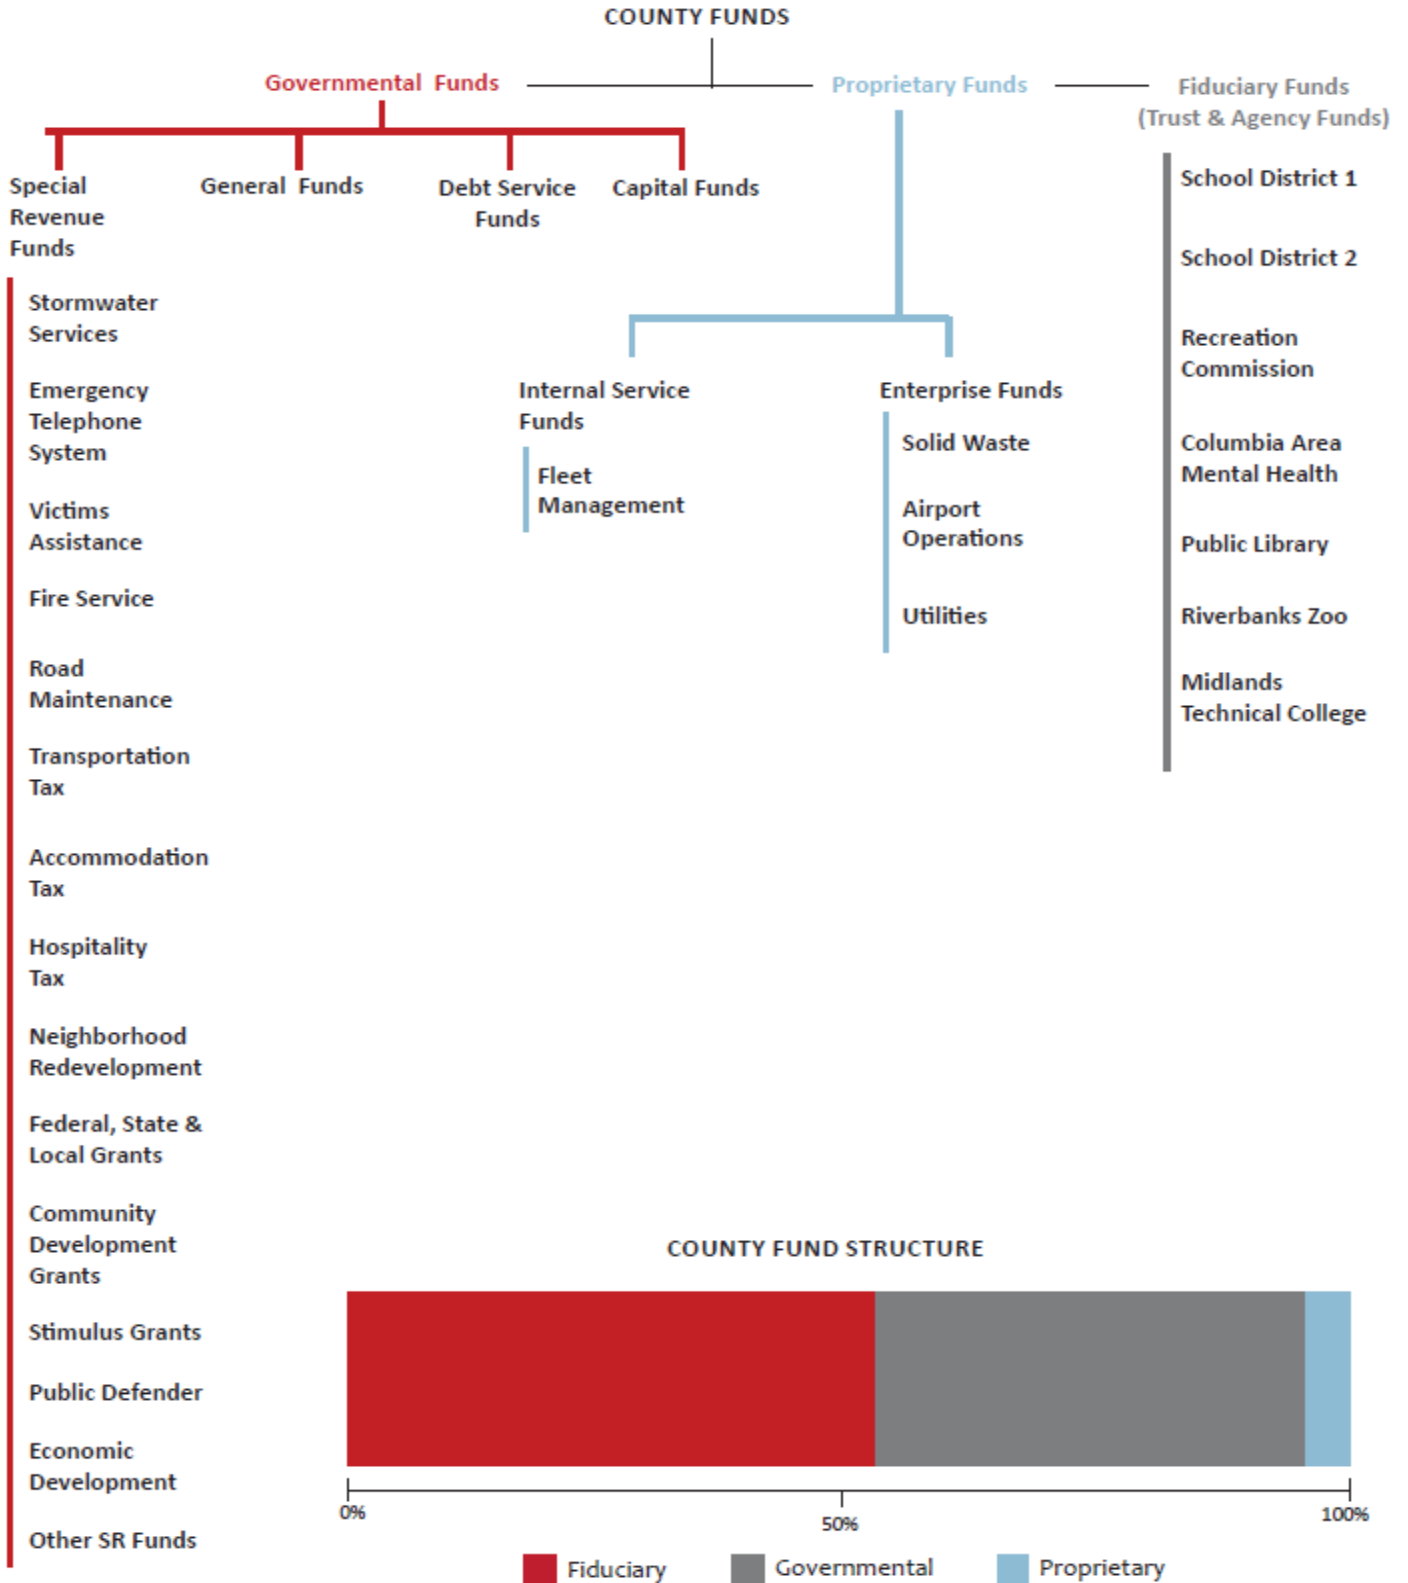 COUNTY FUNDS
Governmental Funds
Proprietary Funds
Fiduciary Funds
(Trust & Agency Funds)
Special
Revenue
Funds
General Funds
Debt Service
Funds
Capital Funds
Stormwater
Services
Emergency
Telephone
System
Victims
Assistance
Fire Service
Road
Maintenance
Transportation
Tax
Accommodation
Tax
Hospitality
Tax
Neighborhood
Redevelopment
Federal, State &
Local Grants
Community
Development
Grants
Stimulus Grants
Public Defender
Economic
Development
Other SR Funds
Internal Service
Funds
Fleet
Management
Enterprise Funds
Solid Waste
Airport
Operations
Utilities
School District 1
School District 2
Recreation
Commission
Columbia Area
Mental Health
Public Library
Riverbanks Zoo
Midlands
Technical College
COUNTY FUND STRUCTURE
0%
50%
100%
Fiduciary
Governmental
Proprietary